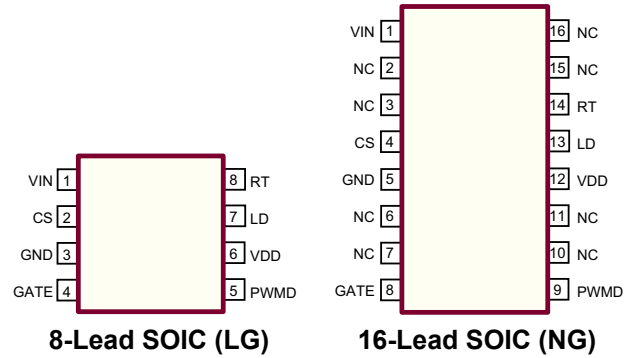 VIN 1
CS 2
GND 3
GATE 4
8 RT
7 LD
6 VDD
5 PWMD
8-Lead SOIC (LG)
VIN 1
NC 2
NC 3
CS 4
GND 5
NC 6
NC 7
GATE 8
16 NC
15 NC
14 RT
13 LD
12 VDD
11 NC
10 NC
9 PWMD
16-Lead SOIC (NG)